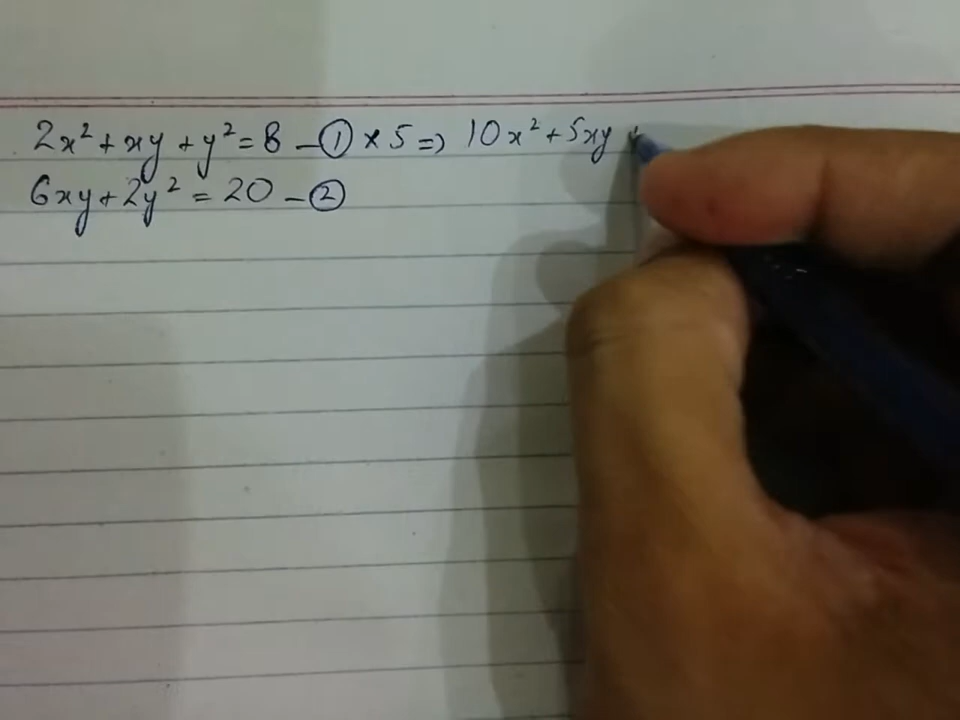 2x² + xy + y² = 8 – ① × 5 ⇒ 10x² + 5xy +
6xy + 2y² = 20 – ②